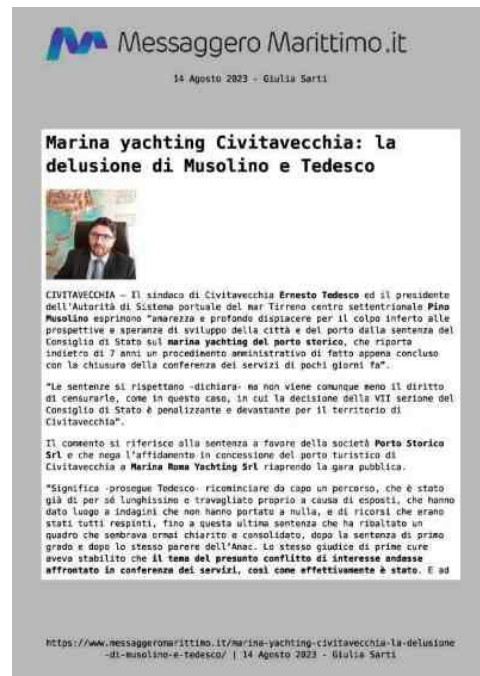 Messaggero Marittimo.it
14 Agosto 2023 - Giulia Sarti
Marina yachting Civitavecchia: la
delusione di Musolino e Tedesco
CIVITAVECCHIA – Il sindaco di Civitavecchia Ernesto Tedesco ed il presidente
dell'Autorità di Sistema portuale del mar Tirreno centro settentrionale Pino
Musolino esprimono "amarezza e profondo dispiacere per il colpo inferto alle
prospettive e speranze di sviluppo della città e del porto dalla sentenza del
Consiglio di Stato sul marina yachting del porto storico, che riporta
indietro di 7 anni un procedimento amministrativo di fatto appena concluso
con la chiusura della conferenza dei servizi di pochi giorni fa".
"Le sentenze si rispettano -dichiara- ma non viene comunque meno il diritto
di censurarle, come in questo caso, in cui la decisione della VII sezione del
Consiglio di Stato è penalizzante e devastante per il territorio di
Civitavecchia".
Il commento si riferisce alla sentenza a favore della società Porto Storico
Srl e che nega l'affidamento in concessione del porto turistico di
Civitavecchia a Marina Roma Yachting Srl riaprendo la gara pubblica.
"Significa -prosegue Tedesco- ricominciare da capo un percorso, che è stato
già di per sé lunghissimo e travagliato proprio a causa di esposti, che hanno
dato luogo a indagini che non hanno portato a nulla, e di ricorsi che erano
stati tutti respinti, fino a questa ultima sentenza che ha ribaltato un
quadro che sembrava ormai chiarito e consolidato, dopo la sentenza di primo
grado e dopo lo stesso parere dell'Anac. Lo stesso giudice di prime cure
aveva stabilito che il tema del presunto conflitto di interesse andasse
affrontato in conferenza dei servizi, così come effettivamente è stato. E ad
https://www.messaggeromarittimo.it/marina-yachting-civitavecchia-la-delusione
-di-musolino-e-tedesco/ | 14 Agosto 2023 - Giulia Sarti